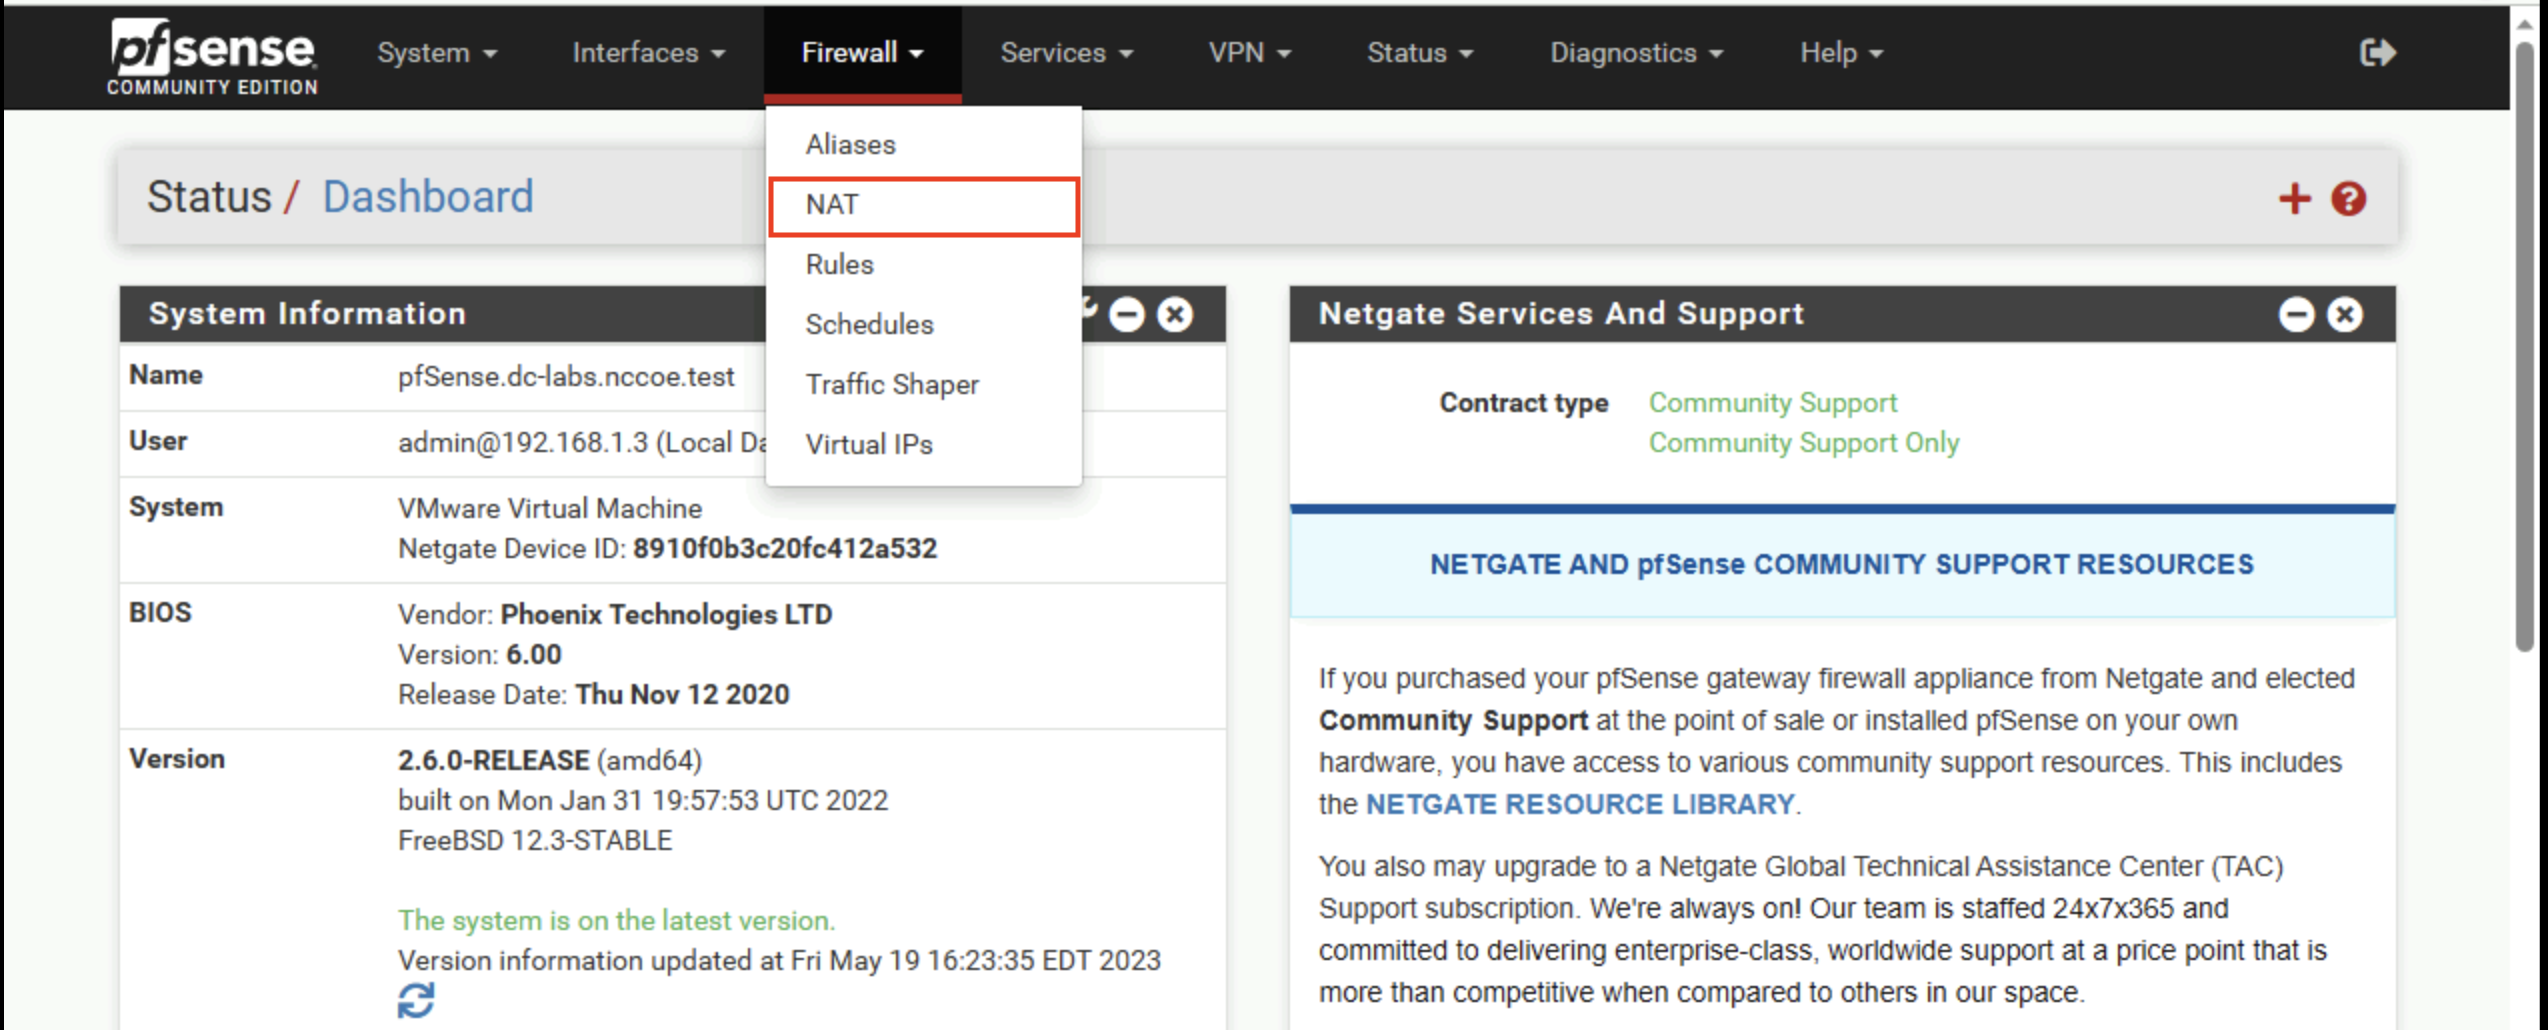 pfsense
COMMUNITY EDITION
System
Interfaces
Firewall
Services
VPN
Status
Diagnostics
Help
Aliases
NAT
Rules
Schedules
Traffic Shaper
Virtual IPs
Status / Dashboard
System Information
Name pfSense.dc-labs.nccoe.test
User admin@192.168.1.3 (Local Da
System VMware Virtual Machine
Netgate Device ID: 8910f0b3c20fc412a532
BIOS Vendor: Phoenix Technologies LTD
Version: 6.00
Release Date: Thu Nov 12 2020
Version 2.6.0-RELEASE (amd64)
built on Mon Jan 31 19:57:53 UTC 2022
FreeBSD 12.3-STABLE
The system is on the latest version.
Version information updated at Fri May 19 16:23:35 EDT 2023
Netgate Services And Support
Contract type Community Support
Community Support Only
NETGATE AND pfSense COMMUNITY SUPPORT RESOURCES
If you purchased your pfSense gateway firewall appliance from Netgate and elected
Community Support at the point of sale or installed pfSense on your own
hardware, you have access to various community support resources. This includes
the NETGATE RESOURCE LIBRARY.
You also may upgrade to a Netgate Global Technical Assistance Center (TAC)
Support subscription. We're always on! Our team is staffed 24x7x365 and
committed to delivering enterprise-class, worldwide support at a price point that is
more than competitive when compared to others in our space.